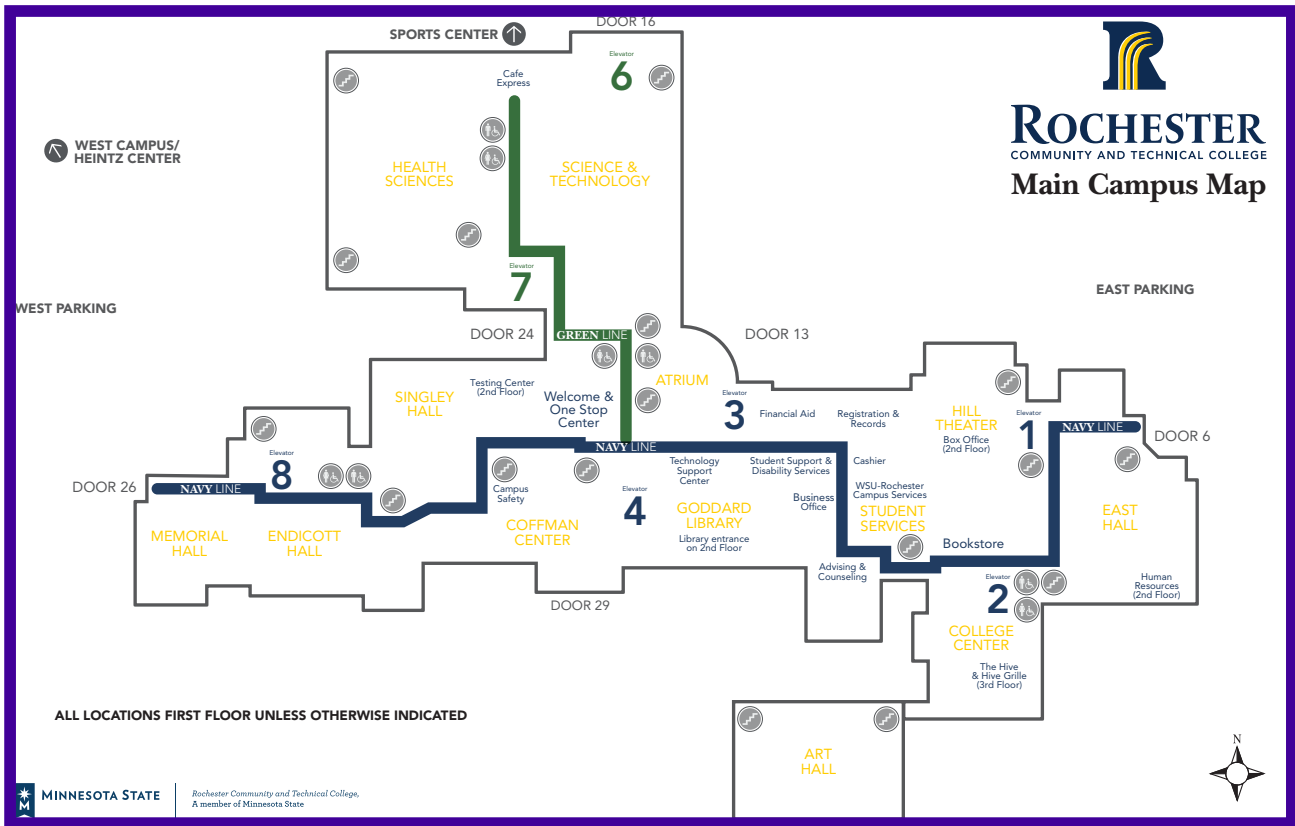 DOOR 16
SPORTS CENTER
Elevator
6
Cafe
Express
ROCHESTER
COMMUNITY AND TECHNICAL COLLEGE
Main Campus Map
WEST CAMPUS/
HEINTZ CENTER
HEALTH
SCIENCES
SCIENCE &
TECHNOLOGY
Elevator
7
EAST PARKING
WEST PARKING
DOOR 24
GREEN LINE
DOOR 13
SINGLEY
HALL
Testing Center
(2nd Floor)
Welcome &
One Stop
Center
ATRIUM
Elevator
3
Financial Aid
Registration &
Records
HILL
THEATER
Box Office
(2nd Floor)
Elevator
1
NAVY LINE
DOOR 6
Elevator
8
NAVY LINE
DOOR 26
NAVY LINE
Campus
Safety
Elevator
4
Technology
Support
Center
Student Support &
Disability Services
Cashier
WSU-Rochester
Campus Services
Business
Office
MEMORIAL
HALL
ENDICOTT
HALL
COFFMAN
CENTER
GODDARD
LIBRARY
Library entrance
on 2nd Floor
STUDENT
SERVICES
EAST
HALL
Bookstore
Advising &
Counseling
Elevator
2
Human
Resources
(2nd Floor)
DOOR 29
COLLEGE
CENTER
The Hive
& Hive Grille
(3rd Floor)
ALL LOCATIONS FIRST FLOOR UNLESS OTHERWISE INDICATED
ART
HALL
N
M
MINNESOTA STATE
Rochester Community and Technical College,
A member of Minnesota State